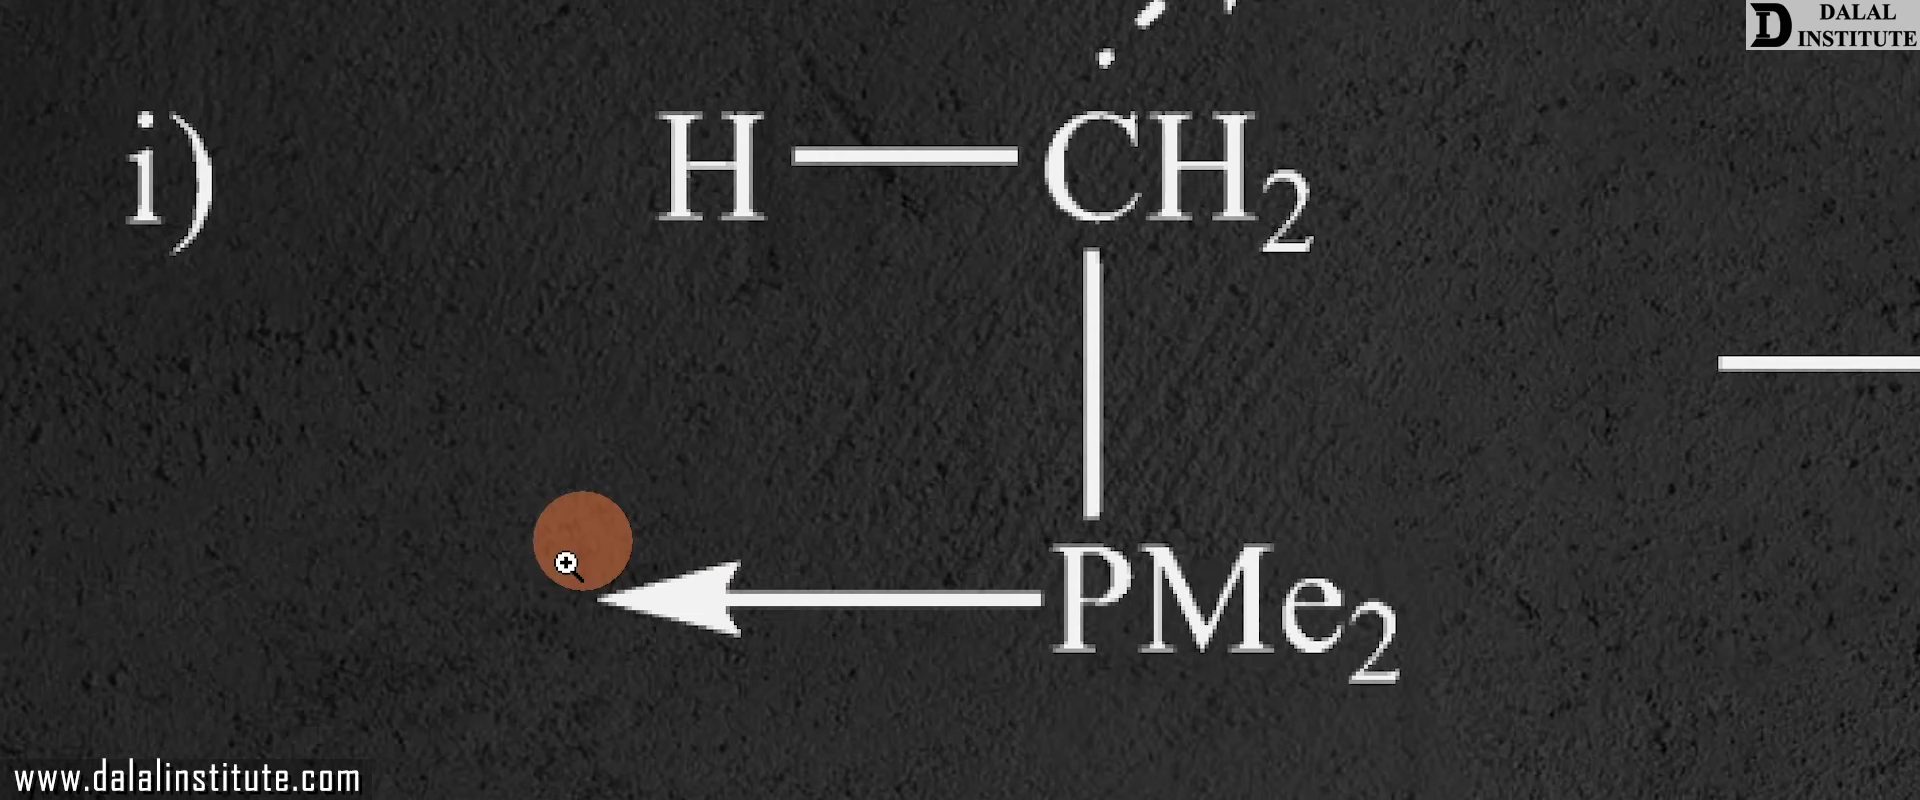 DALAL
INSTITUTE
i)
H — CH₂
PMe₂
www.dalalinstitute.com